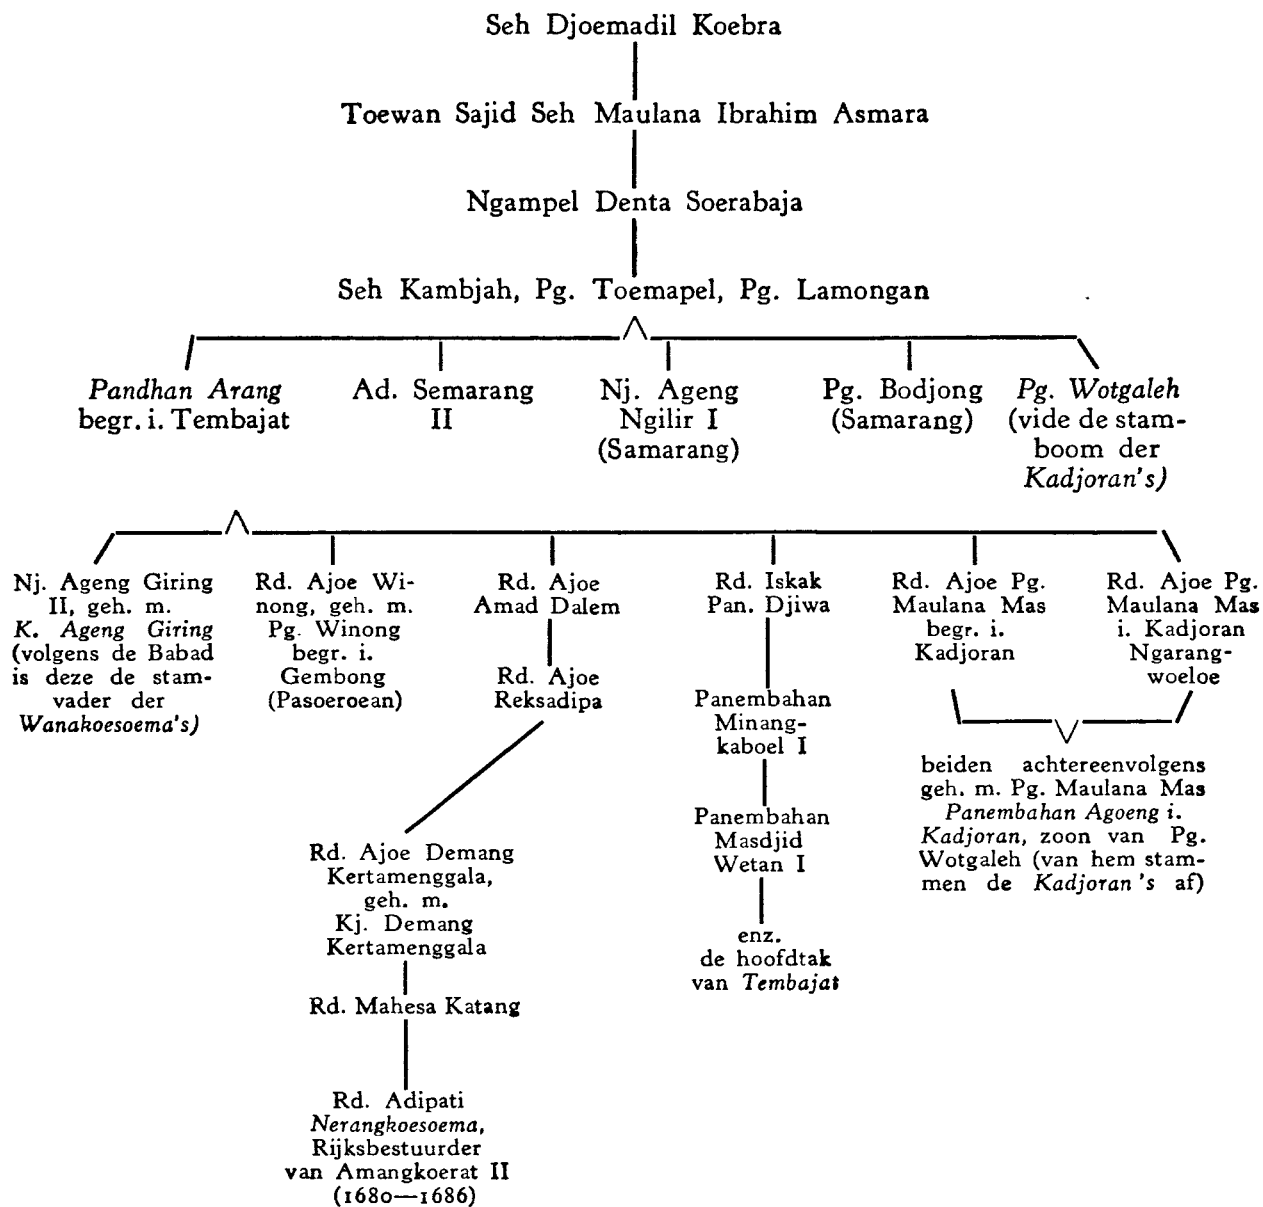 Seh Djoemadil Koebra
Toewan Sajid Seh Maulana Ibrahim Asmara
Ngampel Denta Soerabaja
Seh Kambjah, Pg. Toemapel, Pg. Lamongan
Pandhan Arang
begr. i. Tembajat
Ad. Semarang
II
Nj. Ageng
Ngilir I
(Samarang)
Pg. Bodjong
(Samarang)
Pg. Wotgaleh
(vide de stam-
boom der
Kadjoran's)
Nj. Ageng Giring
II, geh. m.
K. Ageng Giring
(volgens de Babad
is deze de stam-
vader der
Wanakoesoema's)
Rd. Ajoe Wi-
nong, geh. m.
Pg. Winong
begr. i.
Gembong
(Pasoeroean)
Rd. Ajoe
Amad Dalem
Rd. Ajoe
Reksadipa
Rd. Ajoe Demang
Kertamenggala,
geh. m.
Kj. Demang
Kertamenggala
Rd. Mahesa Katang
Rd. Adipati
Nerangkoesoema,
Rijksbestuurder
van Amangkoerat II
(1680—1686)
Rd. Iskak
Pan. Djiwa
Panembahan
Minang-
kaboel I
Panembahan
Masdjid
Wetan I
enz.
de hoofdtak
van Tembajat
Rd. Ajoe Pg.
Maulana Mas
begr. i.
Kadjoran
Rd. Ajoe Pg.
Maulana Mas
i. Kadjoran
Ngarang-
woeloe
beiden achtereenvolgens
geh. m. Pg. Maulana Mas
Panembahan Agoeng i.
Kadjoran, zoon van Pg.
Wotgaleh (van hem stam-
men de Kadjoran's af)